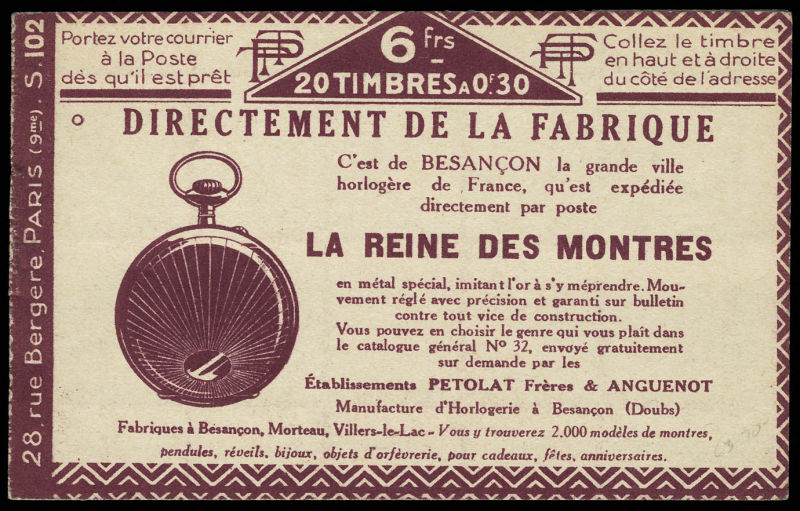 Portez votre courrier
à la Poste
dès qu'il est prêt
PTT
6 frs
20 TIMBRES A 0F.30
PTT
Collez le timbre
en haut et à droite
du côté de l'adresse
28, rue Bergère, PARIS (9me). S. 102
DIRECTEMENT DE LA FABRIQUE
C'est de BESANÇON la grande ville
horlogère de France, qu'est expédiée
directement par poste
LA REINE DES MONTRES
en métal spécial, imitant l'or à s'y méprendre. Mou-
vement réglé avec précision et garanti sur bulletin
contre tout vice de construction.
Vous pouvez en choisir le genre qui vous plaît dans
le catalogue général No 32, envoyé gratuitement
sur demande par les
Établissements PETOLAT Frères & ANGUENOT
Manufacture d'Horlogerie à Besançon (Doubs)
Fabriques à Besançon, Morteau, Villers-le-Lac - Vous y trouverez 2.000 modèles de montres,
pendules, réveils, bijoux, objets d'orfèvrerie, pour cadeaux, fêtes, anniversaires.